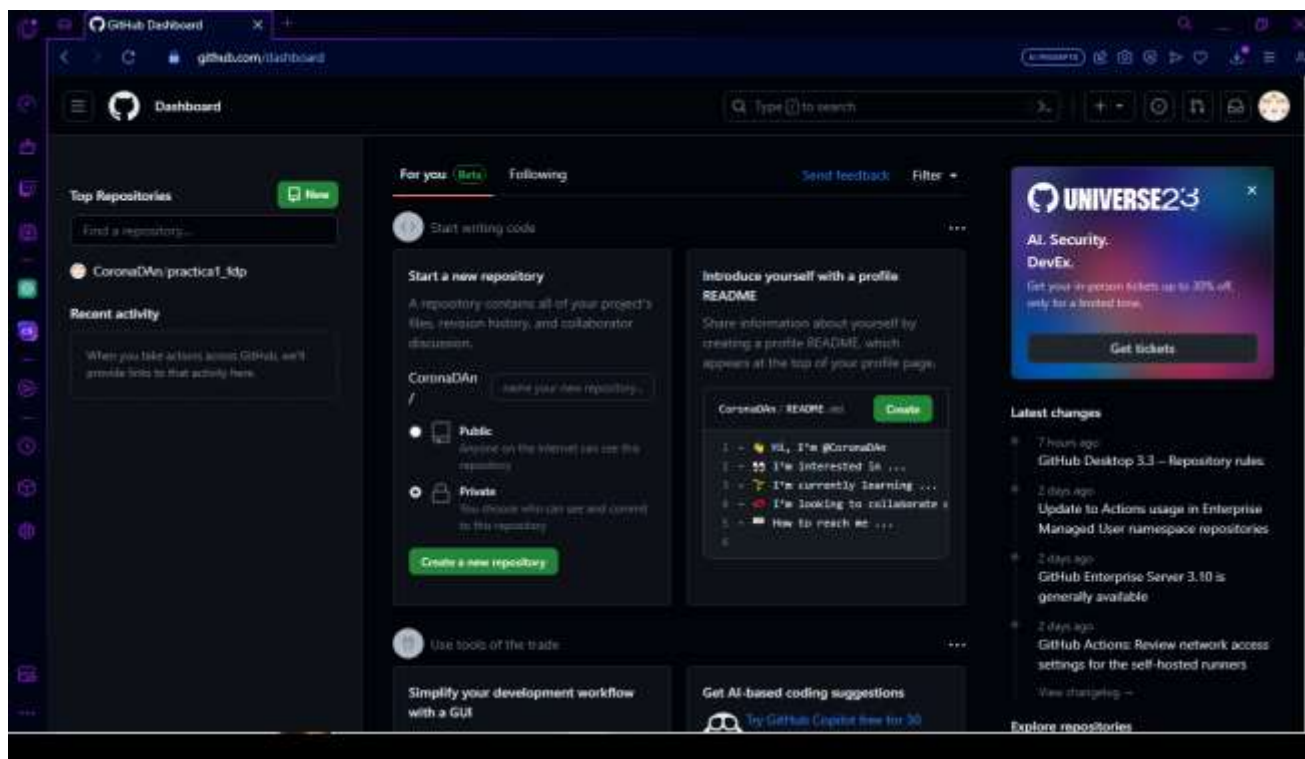 GitHub Dashboard
github.com/dashboard
Dashboard
Type / to search
Top Repositories
New
Find a repository...
CoronaDAn/practica1_fdp
Recent activity
When you take actions across GitHub, we'll
provide links to that activity here.
For you Beta
Following
Send feedback
Filter
Start writing code
Start a new repository
A repository contains all of your project's
files, revision history, and collaborator
discussion.
CoronaDAn
/
name your new repository...
Public
Anyone on the internet can see this
repository
Private
You choose who can see and commit
to this repository
Create a new repository
Introduce yourself with a profile
README
Share information about yourself by
creating a profile README, which
appears at the top of your profile page.
CoronaDAn / README .md
Create
1 - 👋 Hi, I'm @CoronaDAn
2 - 👀 I'm interested in ...
3 - 🌱 I'm currently learning ...
4 - 💞️ I'm looking to collaborate
5 - 📫 How to reach me ...
6
Use tools of the trade
Simplify your development workflow
with a GUI
Get AI-based coding suggestions
Try GitHub Copilot free for 30
UNIVERSE23
AI. Security.
DevEx.
Get your in-person tickets up to 30% off,
only for a limited time.
Get tickets
Latest changes
7 hours ago
GitHub Desktop 3.3 – Repository rules
2 days ago
Update to Actions usage in Enterprise
Managed User namespace repositories
2 days ago
GitHub Enterprise Server 3.10 is
generally available
2 days ago
GitHub Actions: Review network access
settings for the self-hosted runners
View changelog →
Explore repositories